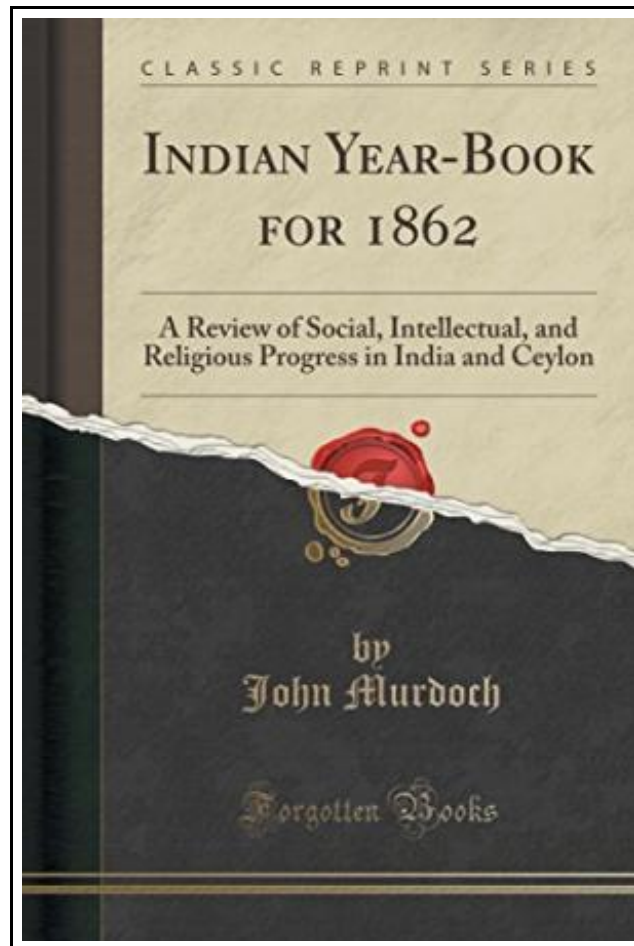 CLASSIC REPRINT SERIES
INDIAN YEAR-BOOK
FOR 1862
A Review of Social, Intellectual, and
Religious Progress in India and Ceylon
by
John Murdoch
Forgotten Books